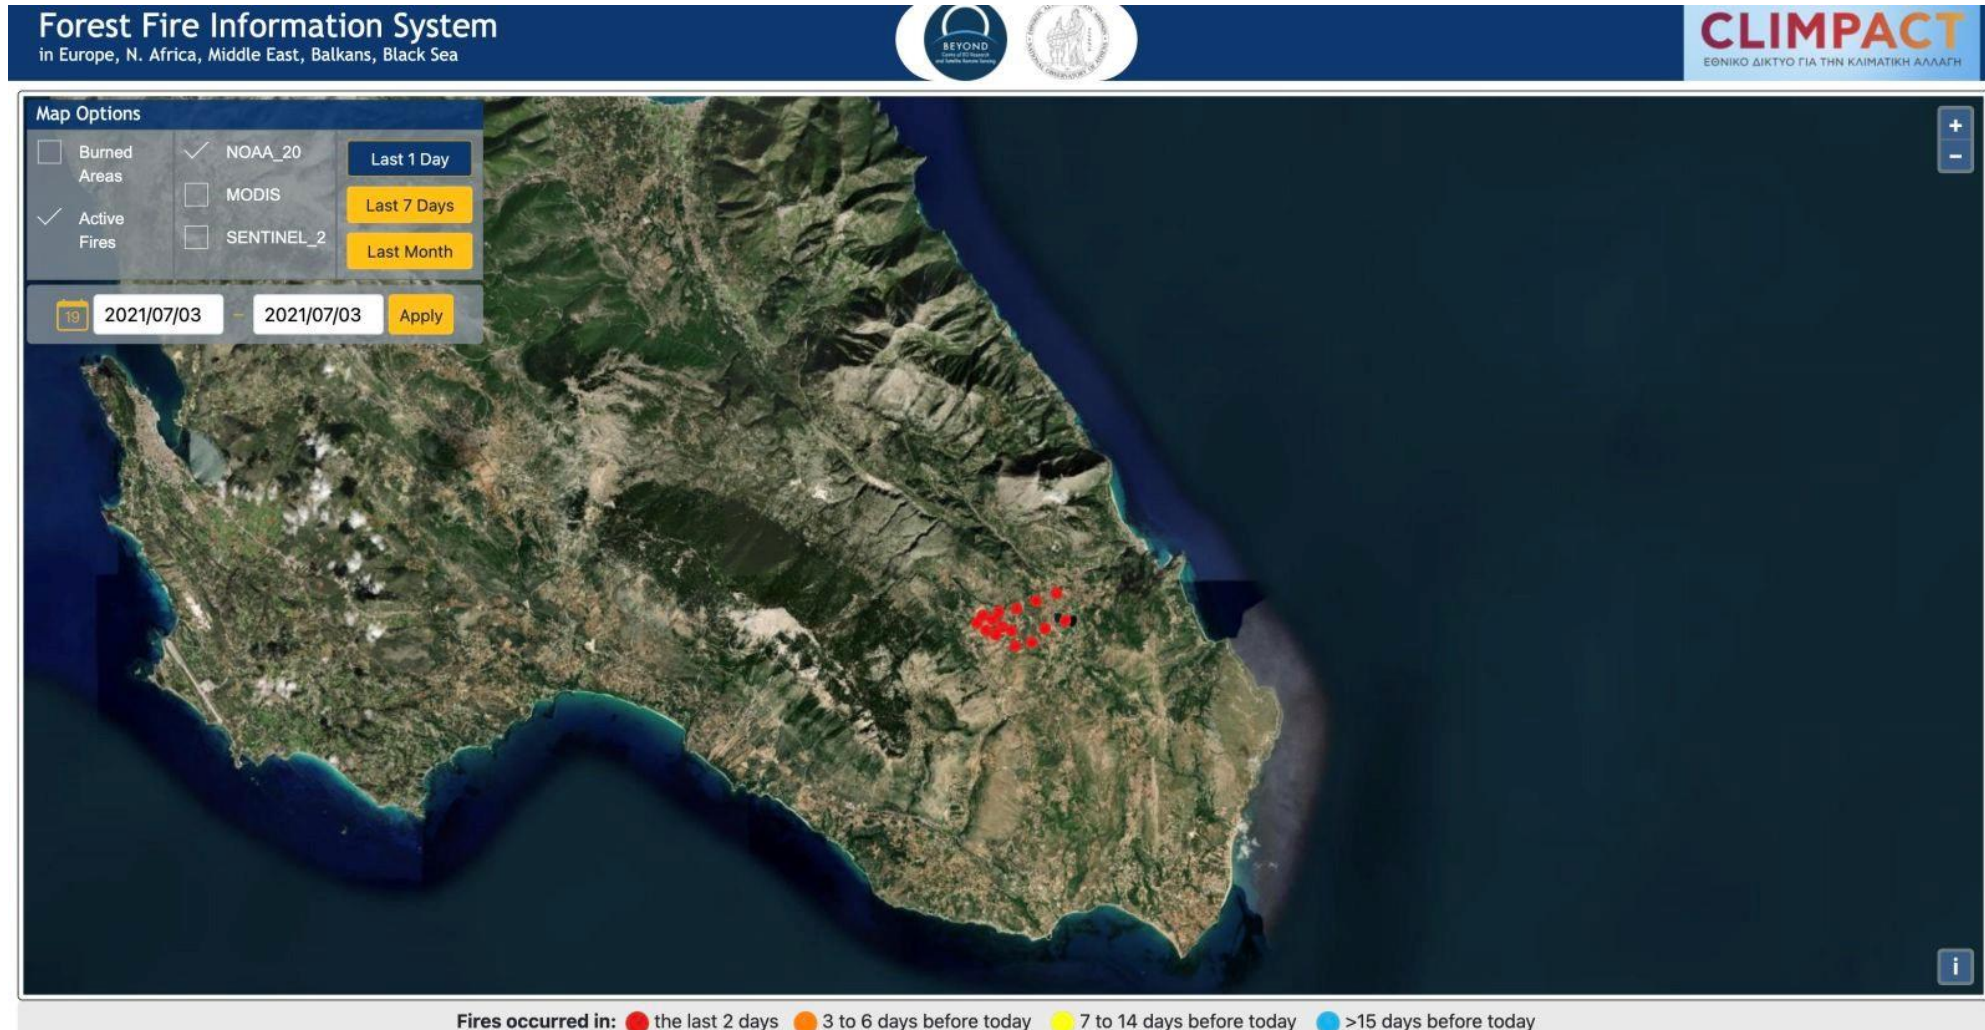 Forest Fire Information System
in Europe, N. Africa, Middle East, Balkans, Black Sea
BEYOND
CLIMPACT
ΕΘΝΙΚΟ ΔΙΚΤΥΟ ΓΙΑ ΤΗΝ ΚΛΙΜΑΤΙΚΗ ΑΛΛΑΓΗ
Map Options
Burned
Areas
Active
Fires
NOAA_20
MODIS
SENTINEL_2
Last 1 Day
Last 7 Days
Last Month
19
2021/07/03 – 2021/07/03 Apply
+
−
i
Fires occurred in: the last 2 days 3 to 6 days before today 7 to 14 days before today >15 days before today